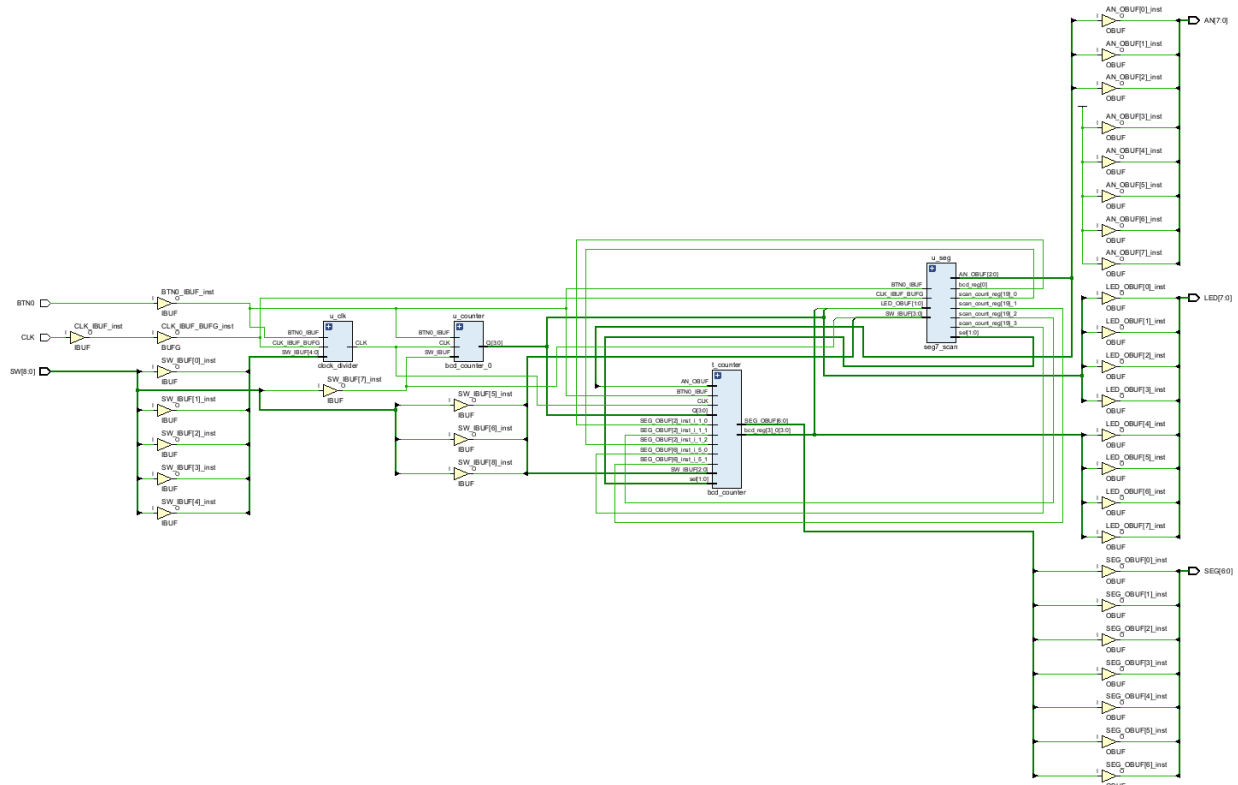 BTN0
BTN0_IBUF_inst
I
O
IBUF
CLK
CLK_IBUF_inst
I
O
IBUF
CLK_IBUF_BUFG_inst
I
O
BUFG
SW[8:0]
SW_IBUF[0]_inst
I
O
IBUF
SW_IBUF[1]_inst
I
O
IBUF
SW_IBUF[2]_inst
I
O
IBUF
SW_IBUF[3]_inst
I
O
IBUF
SW_IBUF[4]_inst
I
O
IBUF
u_clk
BTN0_IBUF
CLK_IBUF_BUFG
SW_IBUF[4:0]
CLK
clock_divider
SW_IBUF[7]_inst
I
O
IBUF
u_counter
BTN0_IBUF
CLK
SW_IBUF
Q[3:0]
bcd_counter_0
SW_IBUF[5]_inst
I
O
IBUF
SW_IBUF[6]_inst
I
O
IBUF
SW_IBUF[8]_inst
I
O
IBUF
t_counter
AN_OBUF
BTN0_IBUF
CLK
Q[3:0]
SEG_OBUF[2]_inst_i_1_0
SEG_OBUF[2]_inst_i_1_1
SEG_OBUF[2]_inst_i_1_2
SEG_OBUF[6]_inst_i_5_0
SEG_OBUF[6]_inst_i_5_1
SW_IBUF[2:0]
sel[1:0]
SEG_OBUF[6:0]
bcd_reg[3]_0[3:0]
bcd_counter
u_seg
BTN0_IBUF
CLK_IBUF_BUFG
LED_OBUF[1:0]
SW_IBUF[3:0]
AN_OBUF[2:0]
bcd_reg[0]
scan_count_reg[19]_0
scan_count_reg[19]_1
scan_count_reg[19]_2
scan_count_reg[19]_3
sel[1:0]
seg7_scan
AN_OBUF[0]_inst
I
O
OBUF
AN[7:0]
AN_OBUF[1]_inst
I
O
OBUF
AN_OBUF[2]_inst
I
O
OBUF
AN_OBUF[3]_inst
I
O
OBUF
AN_OBUF[4]_inst
I
O
OBUF
AN_OBUF[5]_inst
I
O
OBUF
AN_OBUF[6]_inst
I
O
OBUF
AN_OBUF[7]_inst
I
O
OBUF
LED_OBUF[0]_inst
I
O
OBUF
LED[7:0]
LED_OBUF[1]_inst
I
O
OBUF
LED_OBUF[2]_inst
I
O
OBUF
LED_OBUF[3]_inst
I
O
OBUF
LED_OBUF[4]_inst
I
O
OBUF
LED_OBUF[5]_inst
I
O
OBUF
LED_OBUF[6]_inst
I
O
OBUF
LED_OBUF[7]_inst
I
O
OBUF
SEG_OBUF[0]_inst
I
O
OBUF
SEG[6:0]
SEG_OBUF[1]_inst
I
O
OBUF
SEG_OBUF[2]_inst
I
O
OBUF
SEG_OBUF[3]_inst
I
O
OBUF
SEG_OBUF[4]_inst
I
O
OBUF
SEG_OBUF[5]_inst
I
O
OBUF
SEG_OBUF[6]_inst
I
O
OBUF